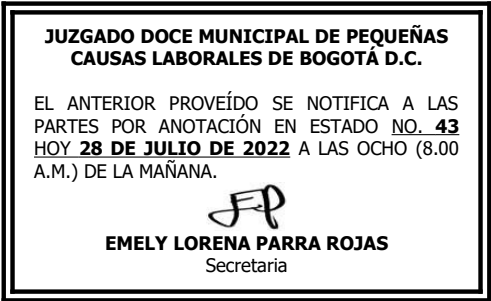 JUZGADO DOCE MUNICIPAL DE PEQUEÑAS
CAUSAS LABORALES DE BOGOTÁ D.C.
EL ANTERIOR PROVEÍDO SE NOTIFICA A LAS
PARTES POR ANOTACIÓN EN ESTADO NO. 43
HOY 28 DE JULIO DE 2022 A LAS OCHO (8.00
A.M.) DE LA MAÑANA.
EMELY LORENA PARRA ROJAS
Secretaria